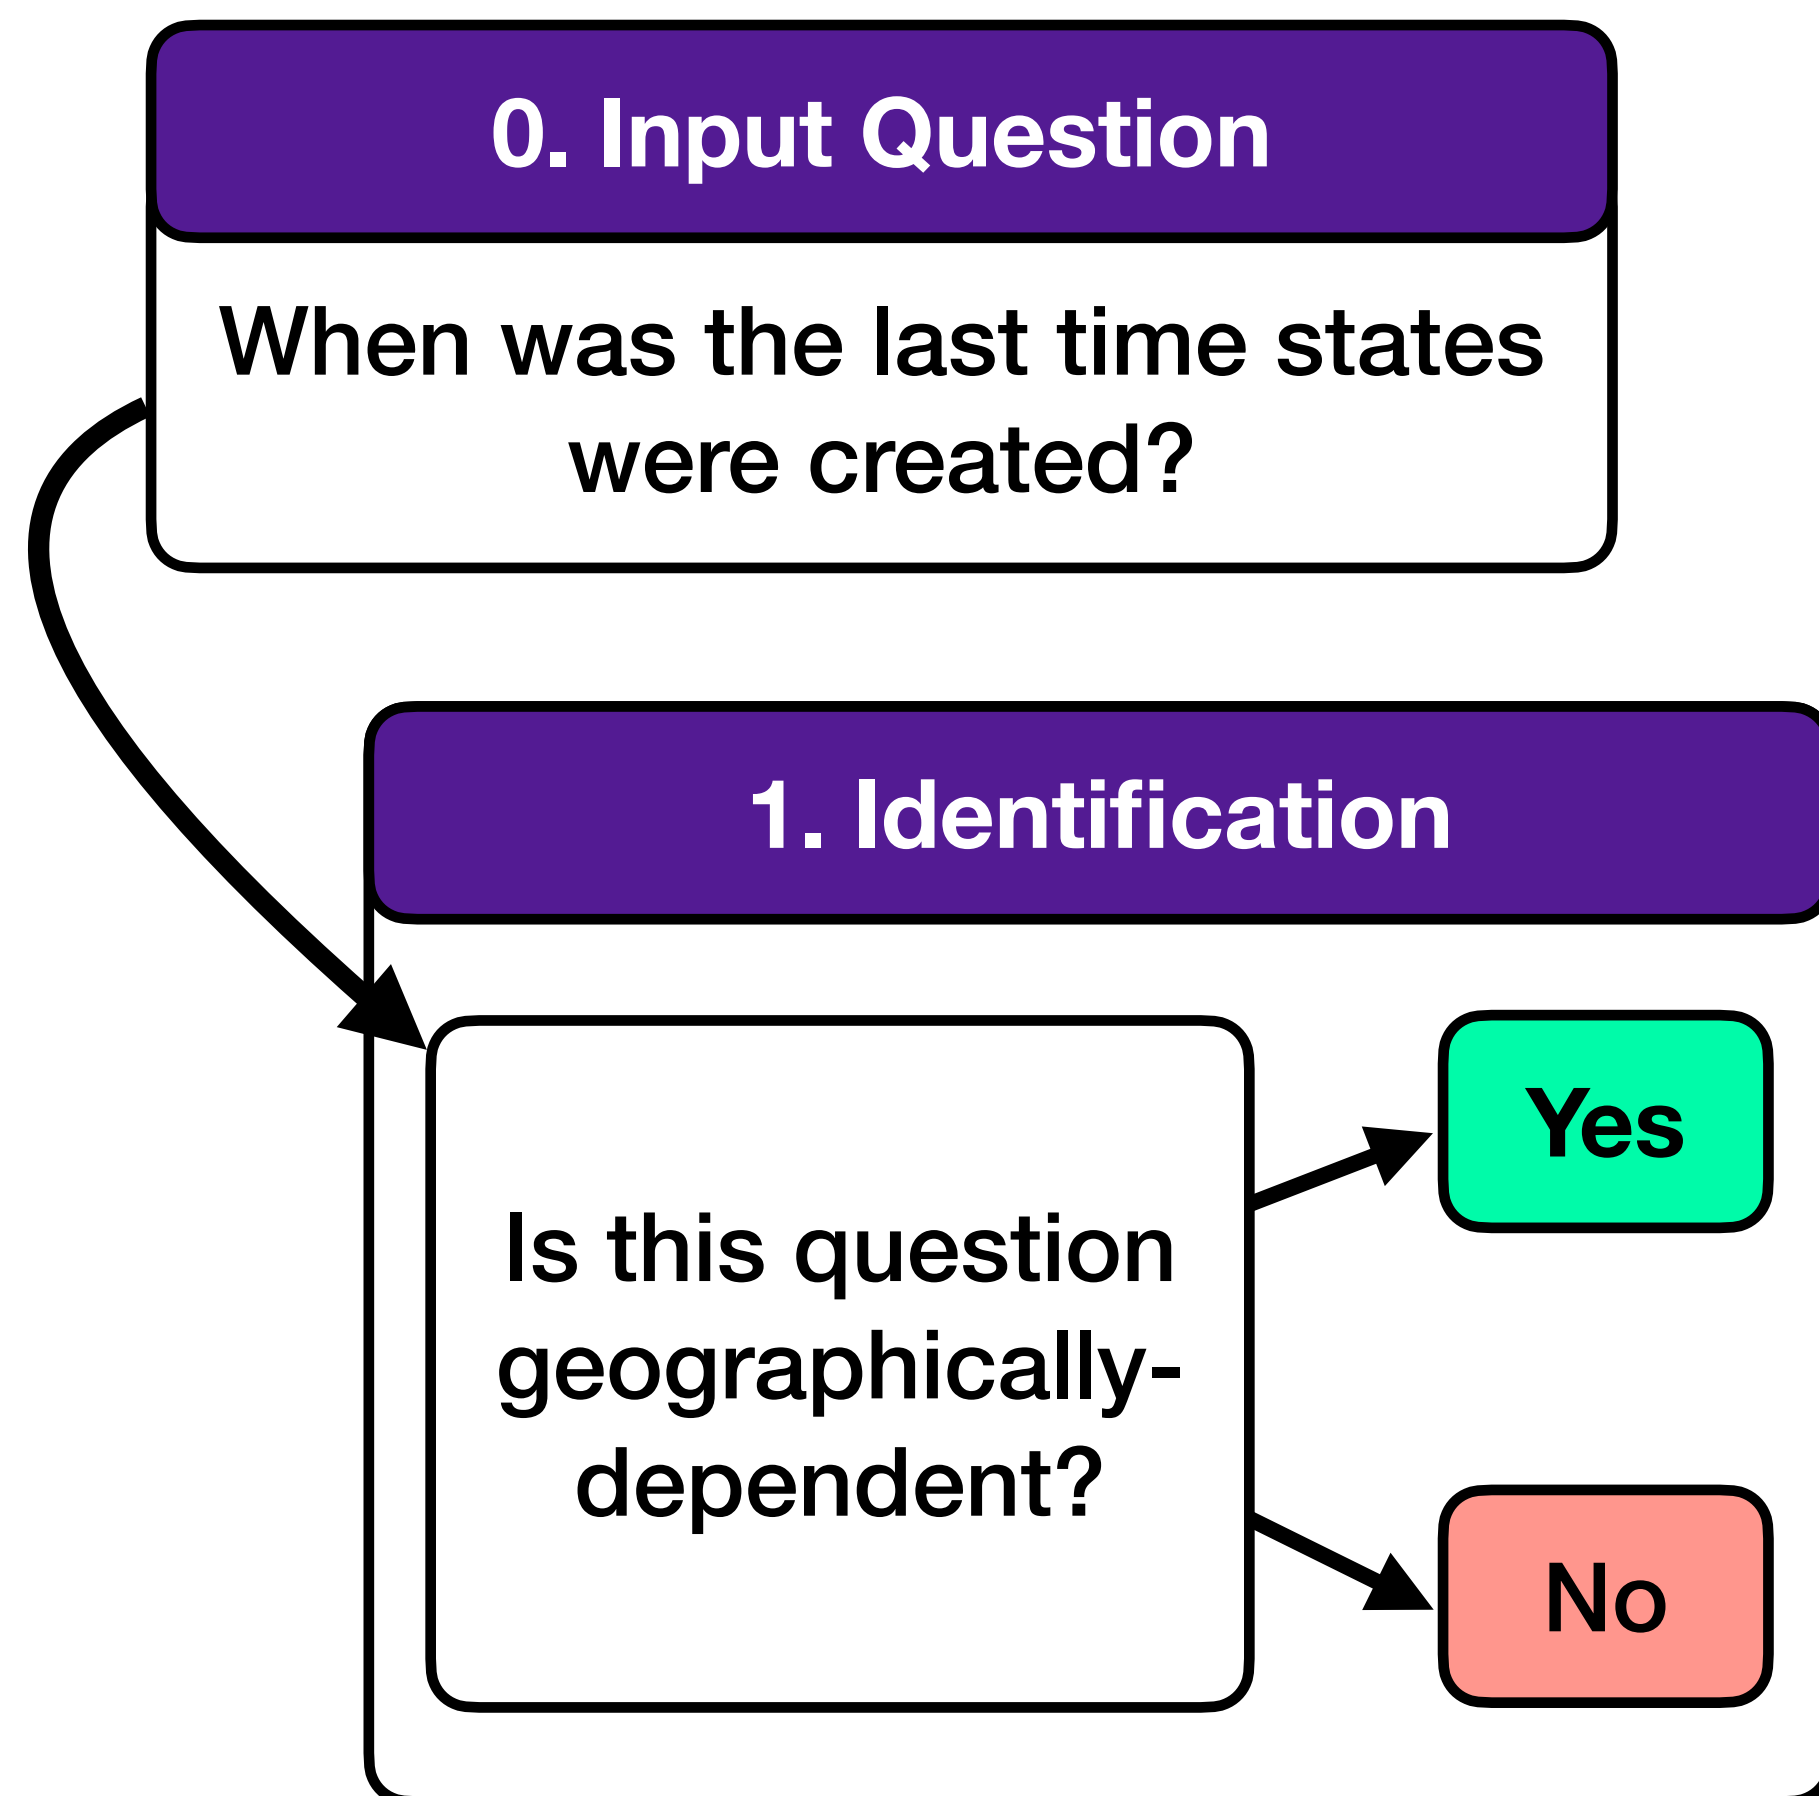 0. Input Question
When was the last time states
were created?
1. Identification
Is this question
geographically-
dependent?
Yes
No